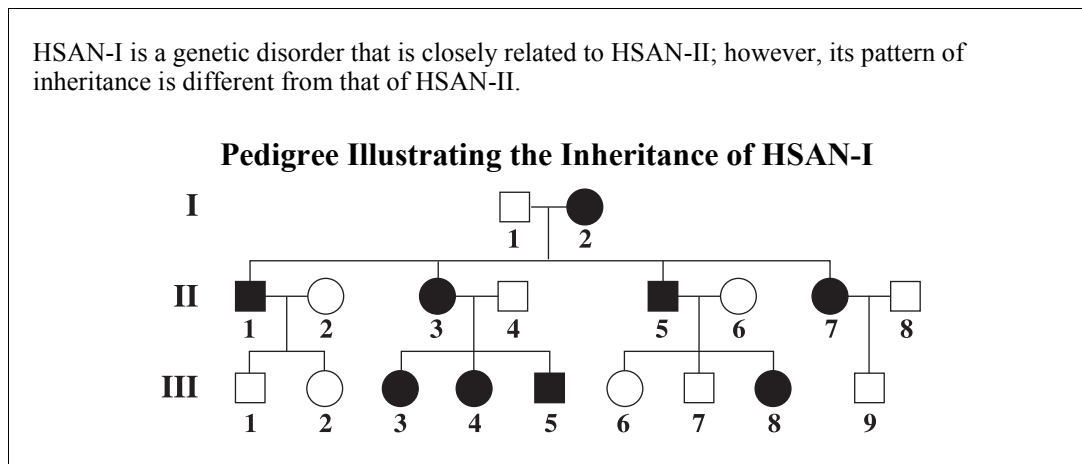 HSAN-I is a genetic disorder that is closely related to HSAN-II; however, its pattern of
inheritance is different from that of HSAN-II.
Pedigree Illustrating the Inheritance of HSAN-I
I
1 2
II
1 2 3 4 5 6 7 8
III
1 2 3 4 5 6 7 8 9